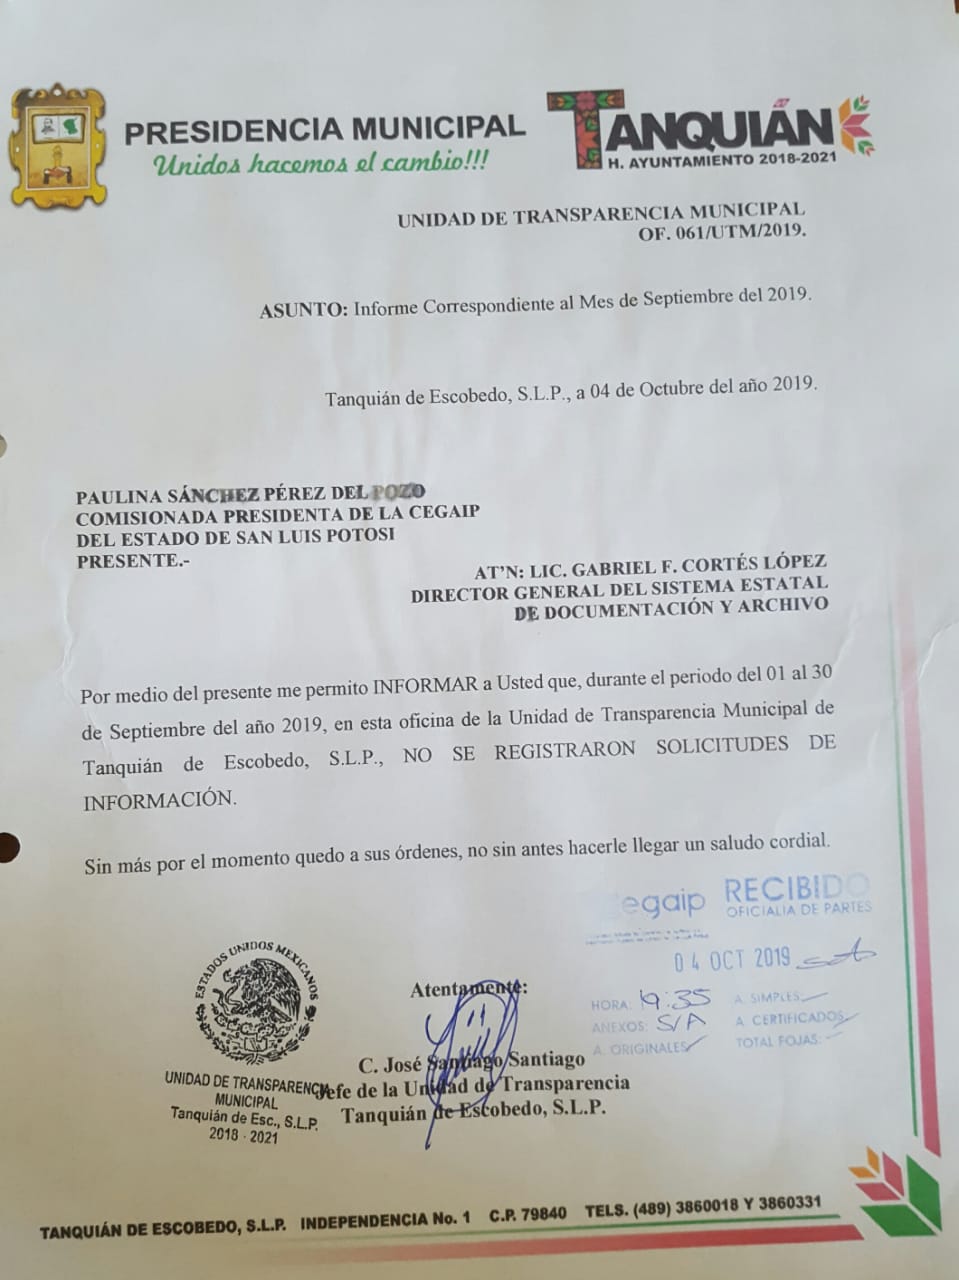 PRESIDENCIA MUNICIPAL
Unidos hacemos el cambio!!!
TANQUIÁN
H. AYUNTAMIENTO 2018-2021
UNIDAD DE TRANSPARENCIA MUNICIPAL
OF. 061/UTM/2019.
ASUNTO: Informe Correspondiente al Mes de Septiembre del 2019.
Tanquián de Escobedo, S.L.P., a 04 de Octubre del año 2019.
PAULINA SÁNCHEZ PÉREZ DEL POZO
COMISIONADA PRESIDENTA DE LA CEGAIP
DEL ESTADO DE SAN LUIS POTOSI
PRESENTE.-
AT'N: LIC. GABRIEL F. CORTÉS LÓPEZ
DIRECTOR GENERAL DEL SISTEMA ESTATAL
DE DOCUMENTACIÓN Y ARCHIVO
Por medio del presente me permito INFORMAR a Usted que, durante el periodo del 01 al 30
de Septiembre del año 2019, en esta oficina de la Unidad de Transparencia Municipal de
Tanquián de Escobedo, S.L.P., NO SE REGISTRARON SOLICITUDES DE
INFORMACIÓN.
Sin más por el momento quedo a sus órdenes, no sin antes hacerle llegar un saludo cordial.
cegaip RECIBIDO
OFICIALIA DE PARTES
04 OCT 2019
HORA: 19:35 A. SIMPLES:
ANEXOS: S/A A. CERTIFICADOS
A. ORIGINALES TOTAL FOJAS:
ESTADOS UNIDOS MEXICANOS
UNIDAD DE TRANSPARENCIA
MUNICIPAL
Tanquián de Esc., S.L.P.
2018 - 2021
Atentamente:
C. José Santiago Santiago
Jefe de la Unidad de Transparencia
Tanquián de Escobedo, S.L.P.
TANQUIÁN DE ESCOBEDO, S.L.P. INDEPENDENCIA No. 1 C.P. 79840 TELS. (489) 3860018 Y 3860331